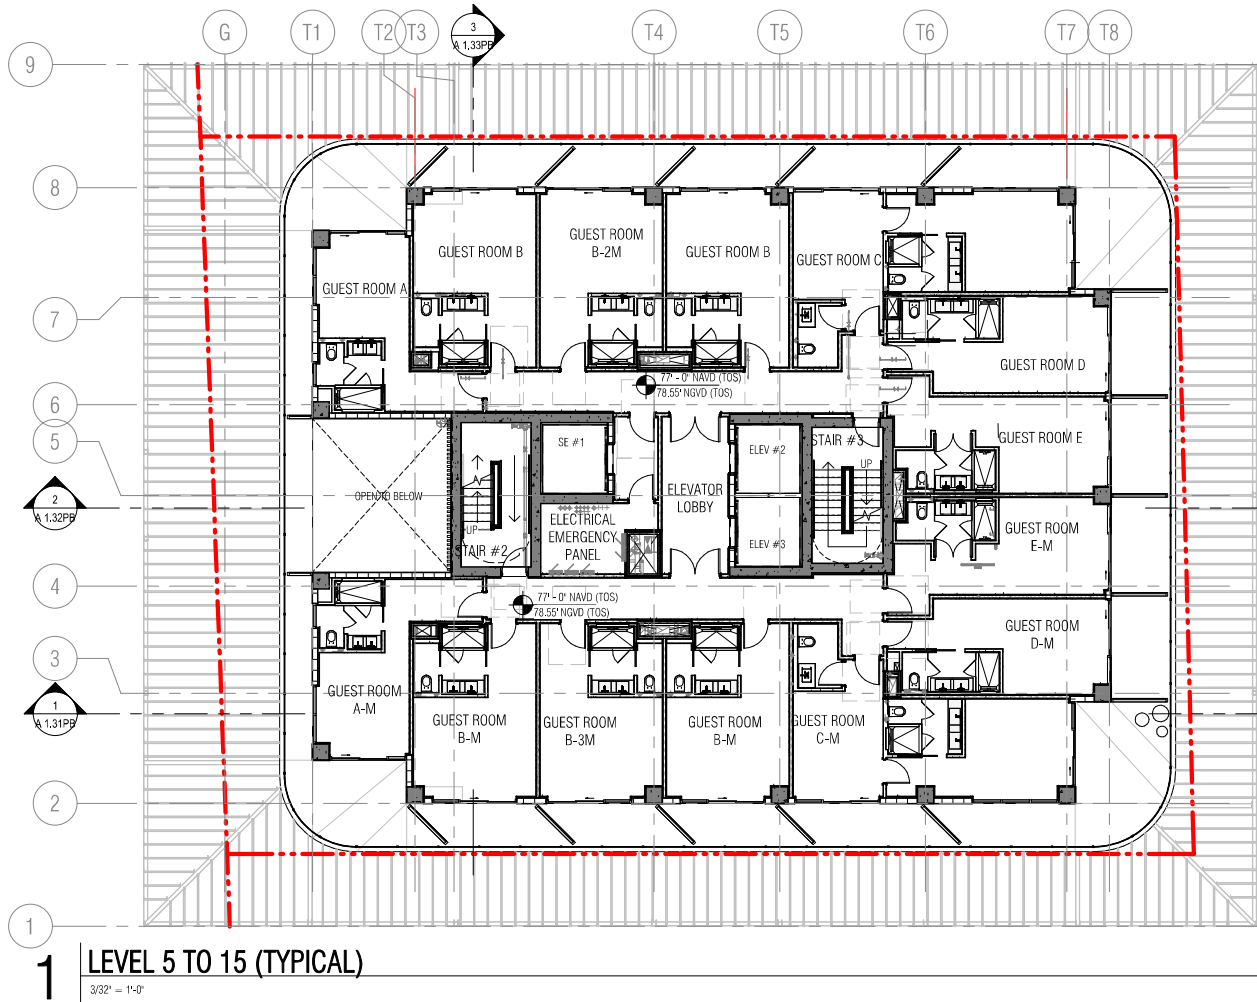 G
T1
T2
T3
3
A 1.33PB
T4
T5
T6
T7
T8
9
8
7
6
5
2
A 1.32PB
4
3
1
A 1.31PB
2
1
GUEST ROOM A
GUEST ROOM B
GUEST ROOM
B-2M
GUEST ROOM B
GUEST ROOM C
GUEST ROOM D
GUEST ROOM E
77' - 0" NAVD (TOS)
78.55' NGVD (TOS)
SE #1
ELEV #2
STAIR #3
UP
OPEN TO BELOW
ELEVATOR
LOBBY
ELECTRICAL
EMERGENCY
PANEL
UP
STAIR #2
ELEV #3
GUEST ROOM
E-M
77' - 0" NAVD (TOS)
78.55' NGVD (TOS)
GUEST ROOM
D-M
GUEST ROOM
A-M
GUEST ROOM
B-M
GUEST ROOM
B-3M
GUEST ROOM
B-M
GUEST ROOM
C-M
1
LEVEL 5 TO 15 (TYPICAL)
3/32" = 1'-0"